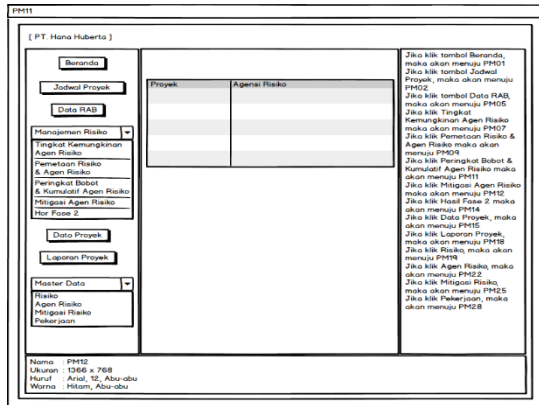 PM11
[ PT. Hana Huberta ]
Beranda
Jadwal Proyek
Data RAB
Manajemen Risiko
Tingkat Kemungkinan
Agen Risiko
Pemetaan Risiko
& Agen Risiko
Peringkat Bobot
& Kumulatif Agen Risiko
Mitigasi Agen Risiko
Hor Fase 2
Data Proyek
Laporan Proyek
Master Data
Risiko
Agen Risiko
Mitigasi Risiko
Pekerjaan
Proyek
Agensi Risiko
Jika klik tombol Beranda,
maka akan menuju PM01
Jika klik tombol Jadwal
Proyek, maka akan menuju
PM02
Jika klik tombol Data RAB,
maka akan menuju PM05
Jika klik Tingkat
Kemungkinan Agen Risiko
maka akan menuju PM07
Jika klik Pemetaan Risiko &
Agen Risiko maka akan
menuju PM09
Jika klik Peringkat Bobot &
Kumulatif Agen Risiko maka
akan menuju PM11
Jika klik Mitigasi Agen Risiko
maka akan menuju PM12
Jika klik Hasil Fase 2 maka
akan menuju PM14
Jika klik Data Proyek, maka
akan menuju PM15
Jika klik Laporan Proyek,
maka akan menuju PM18
Jika klik Risiko, maka akan
menuju PM19
Jika klik Agen Risiko, maka
akan menuju PM22
Jika klik Mitigasi Risiko,
maka akan menuju PM25
Jika klik Pekerjaan, maka
akan menuju PM28
Nama : PM12
Ukuran : 1366 x 768
Huruf : Arial, 12, Abu-abu
Warna : Hitam, Abu-abu